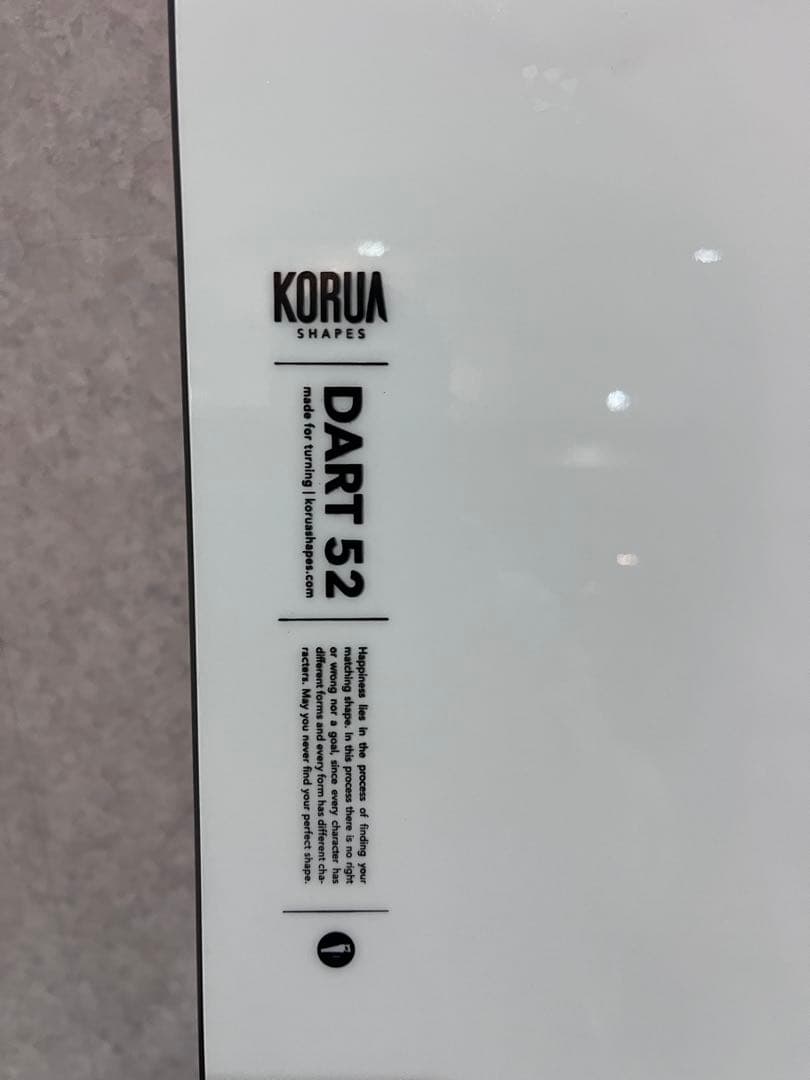 KORUA
SHAPES
DART 52
made for turning | koruashapes.com
Happiness lies in the process of finding your
matching shape. In this process there is no right
or wrong nor a goal, since every character has
different forms and every form has different cha-
racters. May you never find your perfect shape.